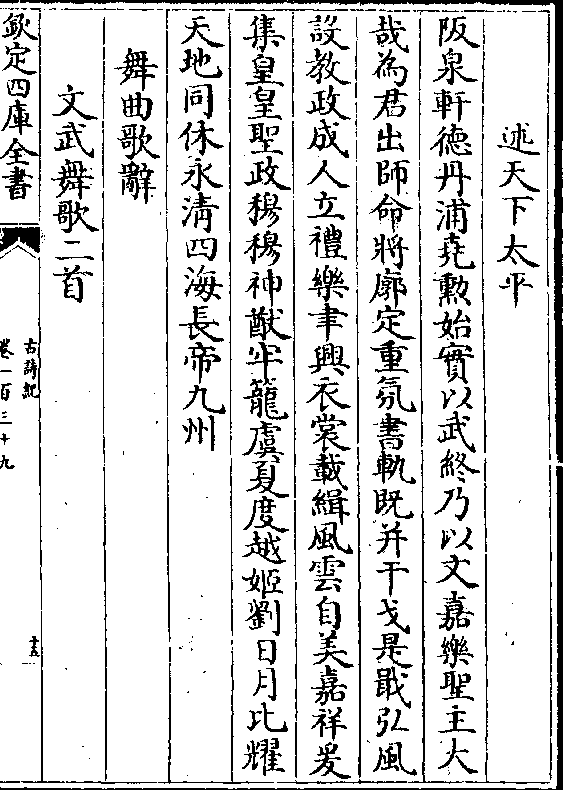 述天下太平
阪泉軒德丹浦堯勲始實以武終乃以文嘉樂聖主大
哉為君出師命將廓定重氛書軌既并干戈是戢弘風
設教政成人立禮樂聿興衣裳載緝風雲自美嘉祥爰
集皇皇聖政穆穆神猷牢籠虞夏度越姬劉日月比耀
天地同休永清四海長帝九州
舞曲歌辭
文武舞歌二首
欽定四庫全書
古詩紀
卷一百三十九